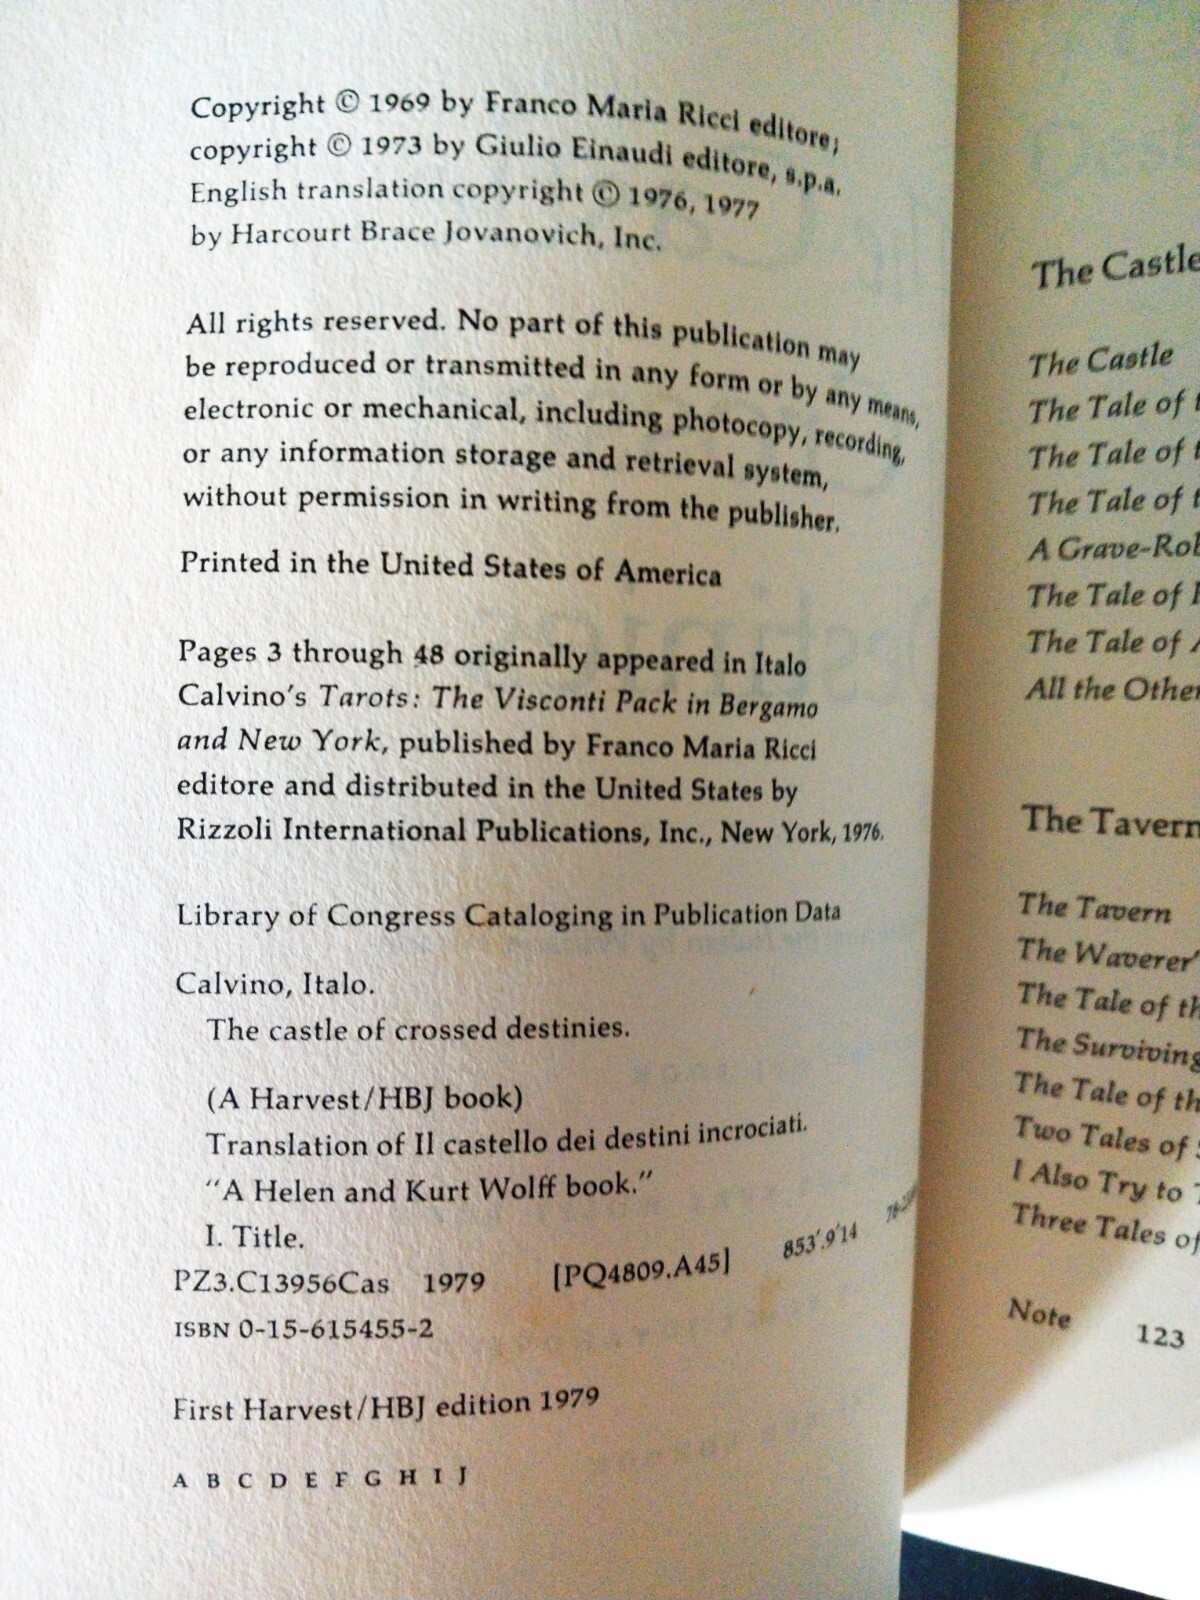 Copyright © 1969 by Franco Maria Ricci editore;
copyright © 1973 by Giulio Einaudi editore, s.p.a.
English translation copyright © 1976, 1977
by Harcourt Brace Jovanovich, Inc.
All rights reserved. No part of this publication may
be reproduced or transmitted in any form or by any means,
electronic or mechanical, including photocopy, recording,
or any information storage and retrieval system,
without permission in writing from the publisher.
Printed in the United States of America
Pages 3 through 48 originally appeared in Italo
Calvino's Tarots: The Visconti Pack in Bergamo
and New York, published by Franco Maria Ricci
editore and distributed in the United States by
Rizzoli International Publications, Inc., New York, 1976.
Library of Congress Cataloging in Publication Data
Calvino, Italo.
The castle of crossed destinies.
(A Harvest/HBJ book)
Translation of Il castello dei destini incrociati.
"A Helen and Kurt Wolff book."
I. Title.
PZ3.C13956Cas 1979 [PQ4809.A45] 853'.9'14
ISBN 0-15-615455-2
First Harvest/HBJ edition 1979
A B C D E F G H I J
The Castle
The Castle
The Tale of
The Tale of
The Tale of
A Grave-Rob
The Tale of
The Tale of
All the Other
The Tavern
The Tavern
The Waverer'
The Tale of th
The Surviving
The Tale of th
Two Tales of
I Also Try to
Three Tales of
Note 123